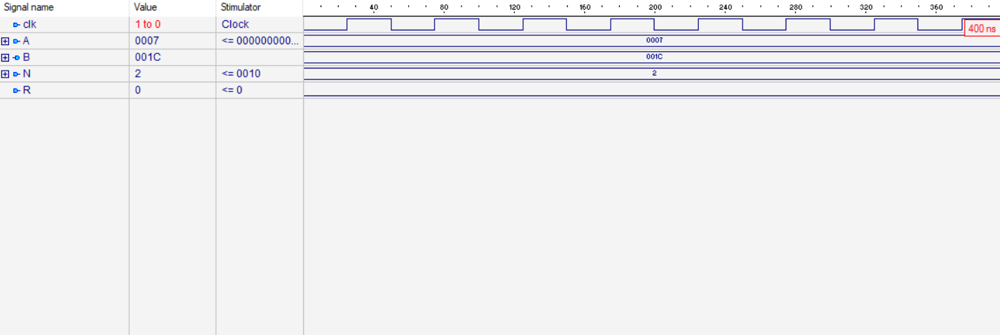 Signal name Value Stimulator 40 80 120 160 200 240 280 320 360
clk 1 to 0 Clock 400 ns
A 0007 <= 000000000... 0007
B 001C 001C
N 2 <= 0010 2
R 0 <= 0